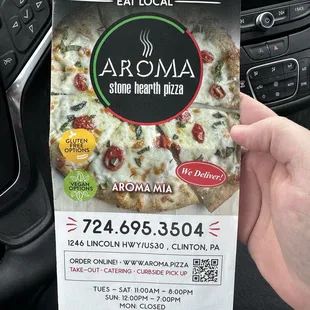 EAT LOCAL
AROMA
stone hearth pizza
GLUTEN
FREE
OPTIONS
We Deliver!
VEGAN
OPTIONS
AROMA MIA
724.695.3504
1246 LINCOLN HWY/US30 , CLINTON, PA
ORDER ONLINE! • WWW.AROMA.PIZZA
TAKE-OUT • CATERING • CURBSIDE PICK UP
TUES – SAT: 11:00AM – 8:00PM
SUN: 12:00PM – 7:00PM
MON: CLOSED